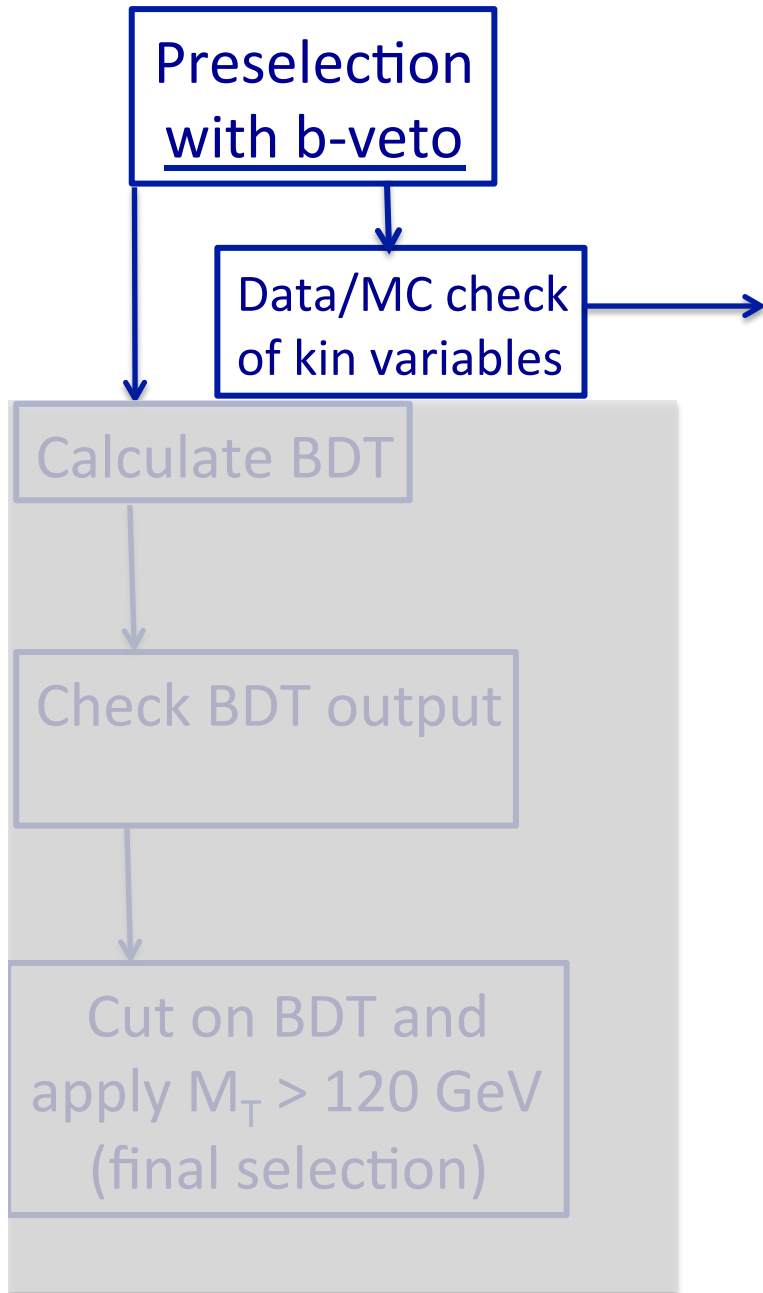 Preselection
with b-veto
Data/MC check
of kin variables
Calculate BDT
Check BDT output
Cut on BDT and
apply M_T > 120 GeV
(final selection)